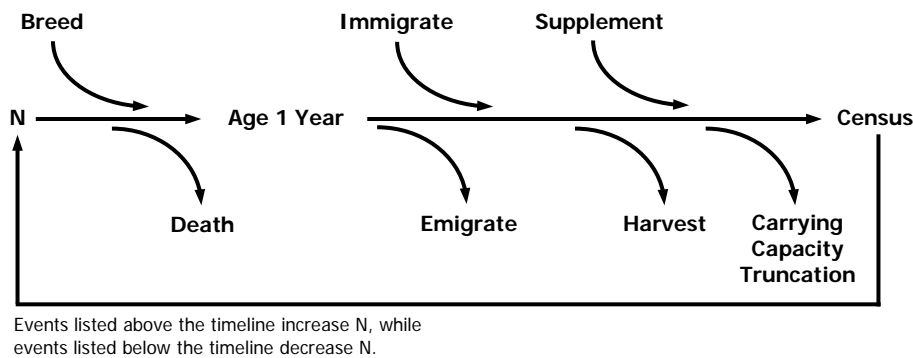 Breed
Immigrate
Supplement
N
Age 1 Year
Census
Death
Emigrate
Harvest
Carrying
Capacity
Truncation
Events listed above the timeline increase N, while
events listed below the timeline decrease N.